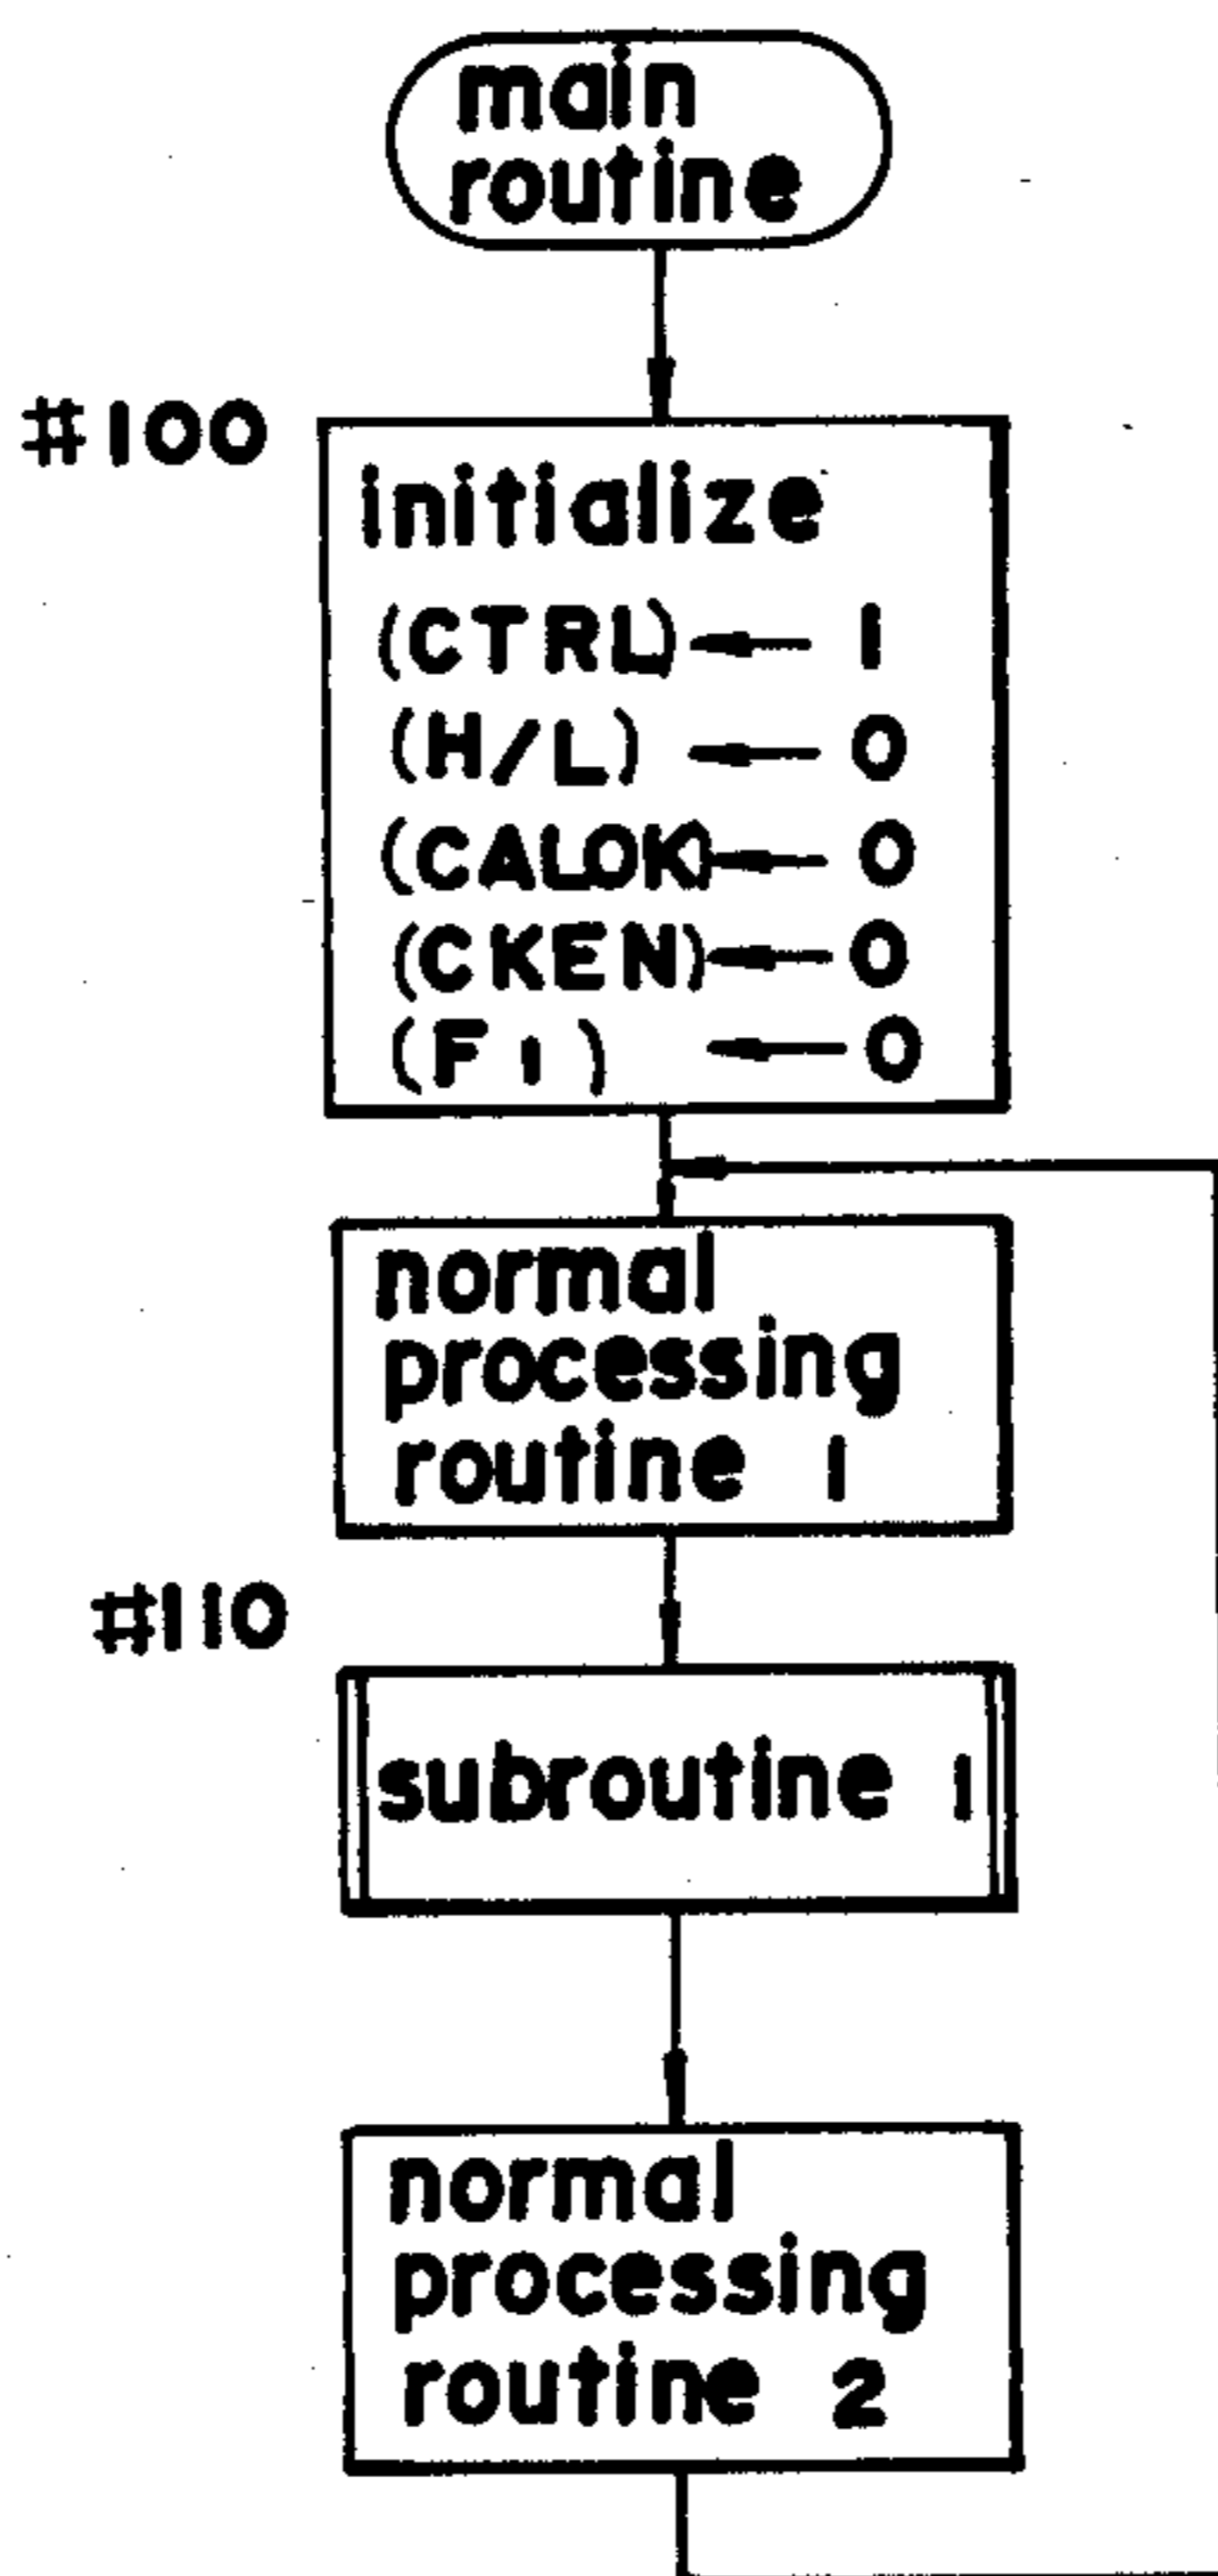 main
routine
#100
initialize
(CTRL) ← 1
(H/L) ← 0
(CALOK) ← 0
(CKEN) ← 0
(F1) ← 0
normal
processing
routine 1
#110
subroutine 1
normal
processing
routine 2